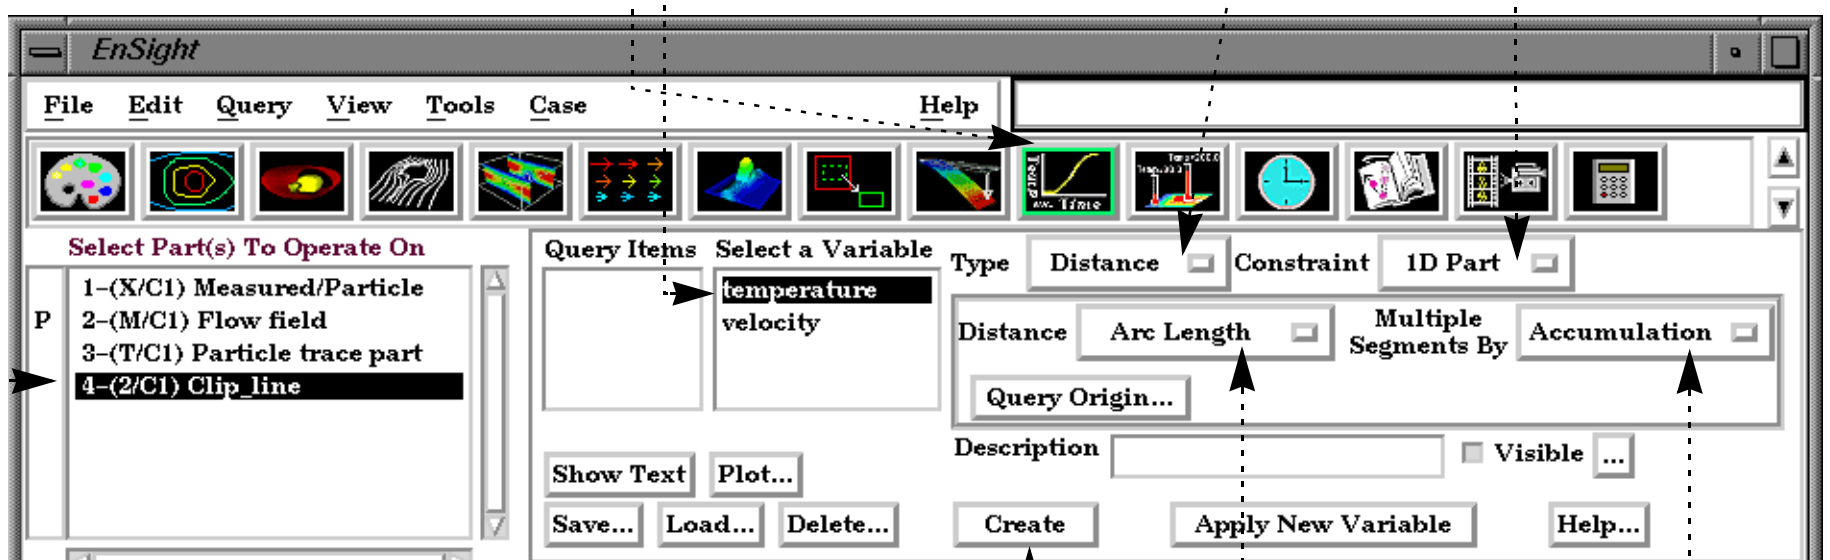 EnSight
File Edit Query View Tools Case Help
Temp vs. Time
Select Part(s) To Operate On
1-(X/C1) Measured/Particle
P 2-(M/C1) Flow field
3-(T/C1) Particle trace part
4-(2/C1) Clip_line
Query Items Select a Variable
temperature
velocity
Type Distance Constraint 1D Part
Distance Arc Length Multiple Segments By Accumulation
Query Origin...
Description Visible ...
Show Text Plot...
Save... Load... Delete... Create Apply New Variable Help...